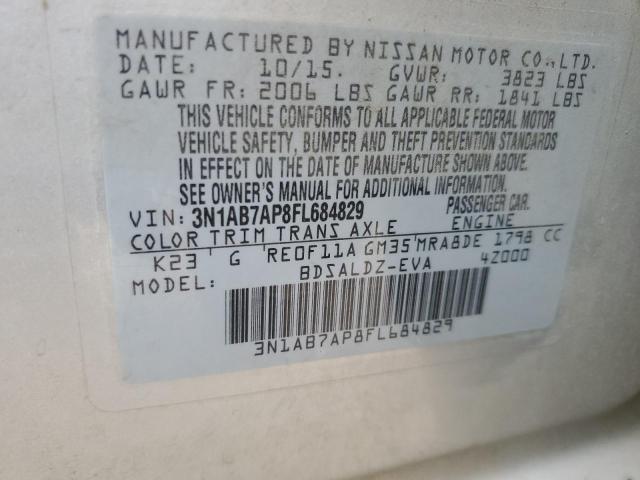 MANUFACTURED BY NISSAN MOTOR CO.,LTD.
DATE: 10/15. GVWR: 3823 LBS
GAWR FR: 2006 LBS GAWR RR: 1841 LBS
THIS VEHICLE CONFORMS TO ALL APPLICABLE FEDERAL MOTOR
VEHICLE SAFETY, BUMPER AND THEFT PREVENTION STANDARDS
IN EFFECT ON THE DATE OF MANUFACTURE SHOWN ABOVE.
SEE OWNER'S MANUAL FOR ADDITIONAL INFORMATION.
VIN: 3N1AB7AP8FL684829 PASSENGER CAR.
COLOR TRIM TRANS AXLE ENGINE
K23 G RE0F11A GM35 MRA8DE 1798 CC
MODEL: BDSALDZ-EVA 4Z000
3N1AB7AP8FL684829